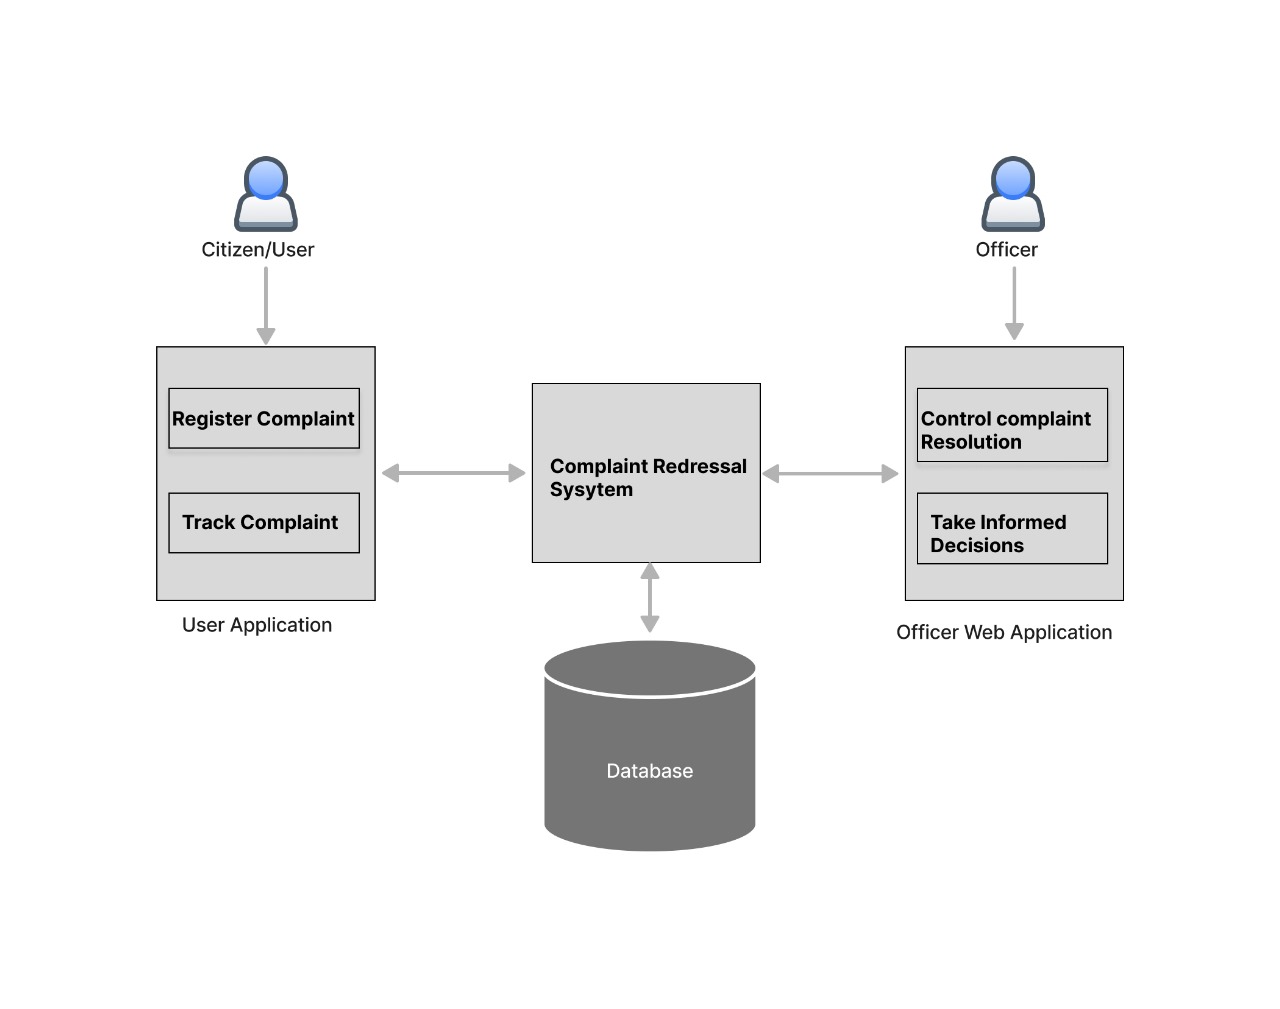 Citizen/User
Officer
Register Complaint
Track Complaint
User Application
Complaint Redressal
Sysytem
Control complaint
Resolution
Take Informed
Decisions
Officer Web Application
Database